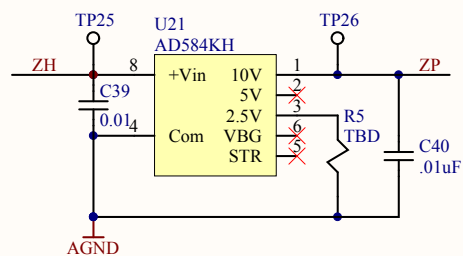 TP25
U21
AD584KH
TP26
ZH
8
+Vin
10V
1
ZP
5V
2
C39
0.01
2.5V
3
R5
TBD
4
Com
VBG
6
STR
5
C40
.01uF
AGND